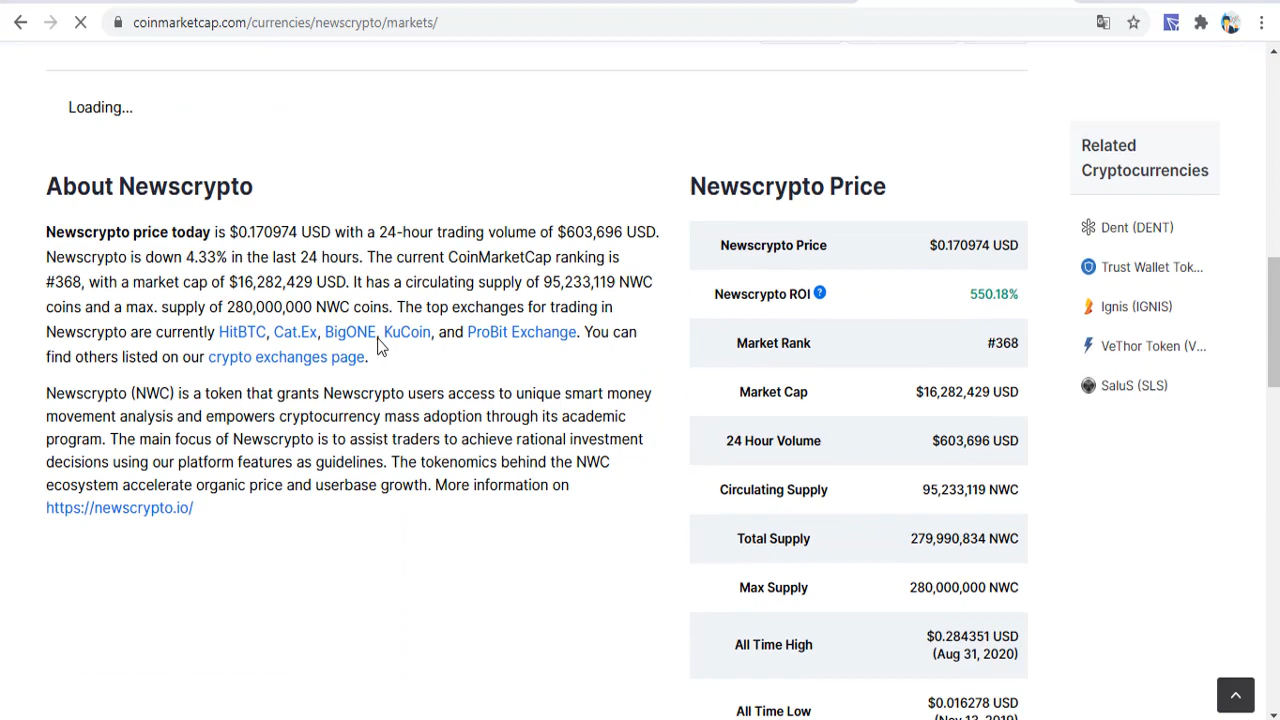 coinmarketcap.com/currencies/newscrypto/markets/
Loading...
About Newscrypto
Newscrypto price today is $0.170974 USD with a 24-hour trading volume of $603,696 USD.
Newscrypto is down 4.33% in the last 24 hours. The current CoinMarketCap ranking is
#368, with a market cap of $16,282,429 USD. It has a circulating supply of 95,233,119 NWC
coins and a max. supply of 280,000,000 NWC coins. The top exchanges for trading in
Newscrypto are currently HitBTC, Cat.Ex, BigONE, KuCoin, and ProBit Exchange. You can
find others listed on our crypto exchanges page.
Newscrypto (NWC) is a token that grants Newscrypto users access to unique smart money
movement analysis and empowers cryptocurrency mass adoption through its academic
program. The main focus of Newscrypto is to assist traders to achieve rational investment
decisions using our platform features as guidelines. The tokenomics behind the NWC
ecosystem accelerate organic price and userbase growth. More information on
https://newscrypto.io/
Newscrypto Price
Newscrypto Price $0.170974 USD
Newscrypto ROI ? 550.18%
Market Rank #368
Market Cap $16,282,429 USD
24 Hour Volume $603,696 USD
Circulating Supply 95,233,119 NWC
Total Supply 279,990,834 NWC
Max Supply 280,000,000 NWC
All Time High $0.284351 USD
(Aug 31, 2020)
All Time Low $0.016278 USD
(Nov 13, 2019)
Related
Cryptocurrencies
Dent (DENT)
Trust Wallet Tok...
Ignis (IGNIS)
VeThor Token (V...
SaluS (SLS)